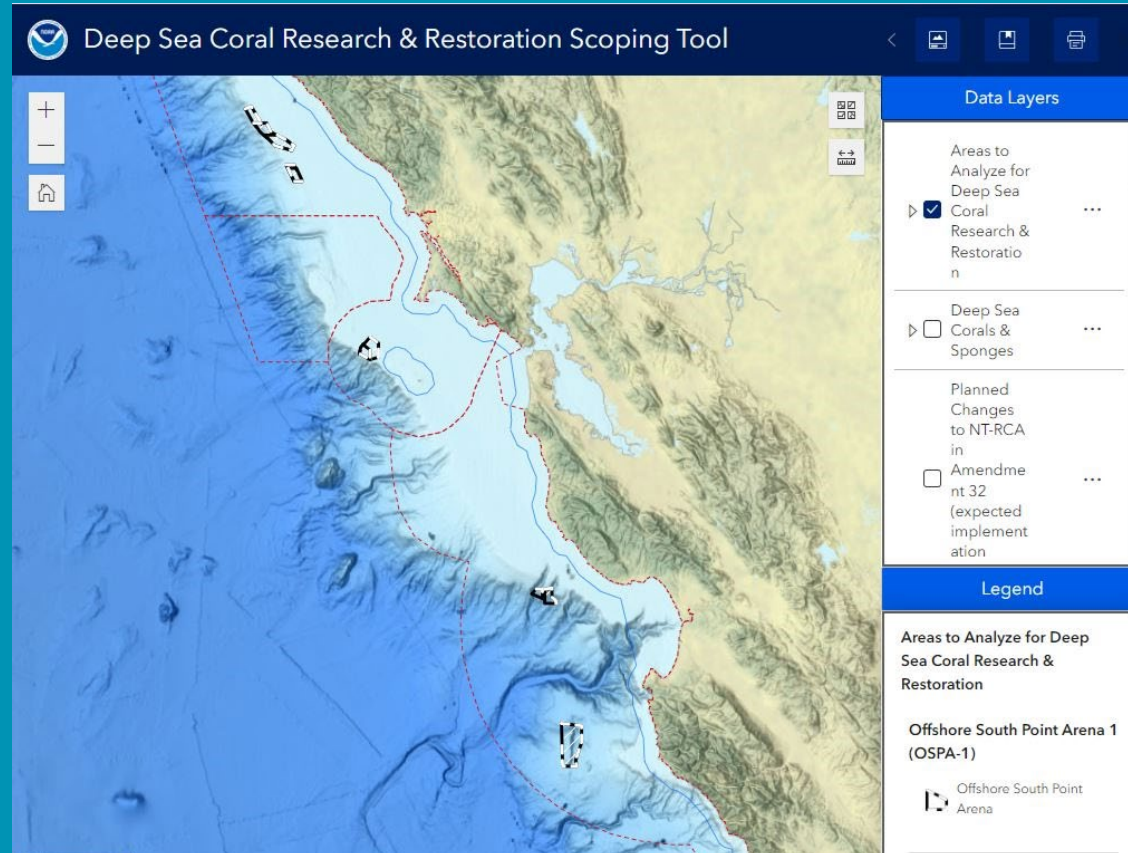 NOAA
Deep Sea Coral Research & Restoration Scoping Tool
Data Layers
Areas to
Analyze for
Deep Sea
Coral
Research &
Restoratio
n
Deep Sea
Corals &
Sponges
Planned
Changes
to NT-RCA
in
Amendme
nt 32
(expected
implement
ation
Legend
Areas to Analyze for Deep
Sea Coral Research &
Restoration
Offshore South Point Arena 1
(OSPA-1)
Offshore South Point
Arena